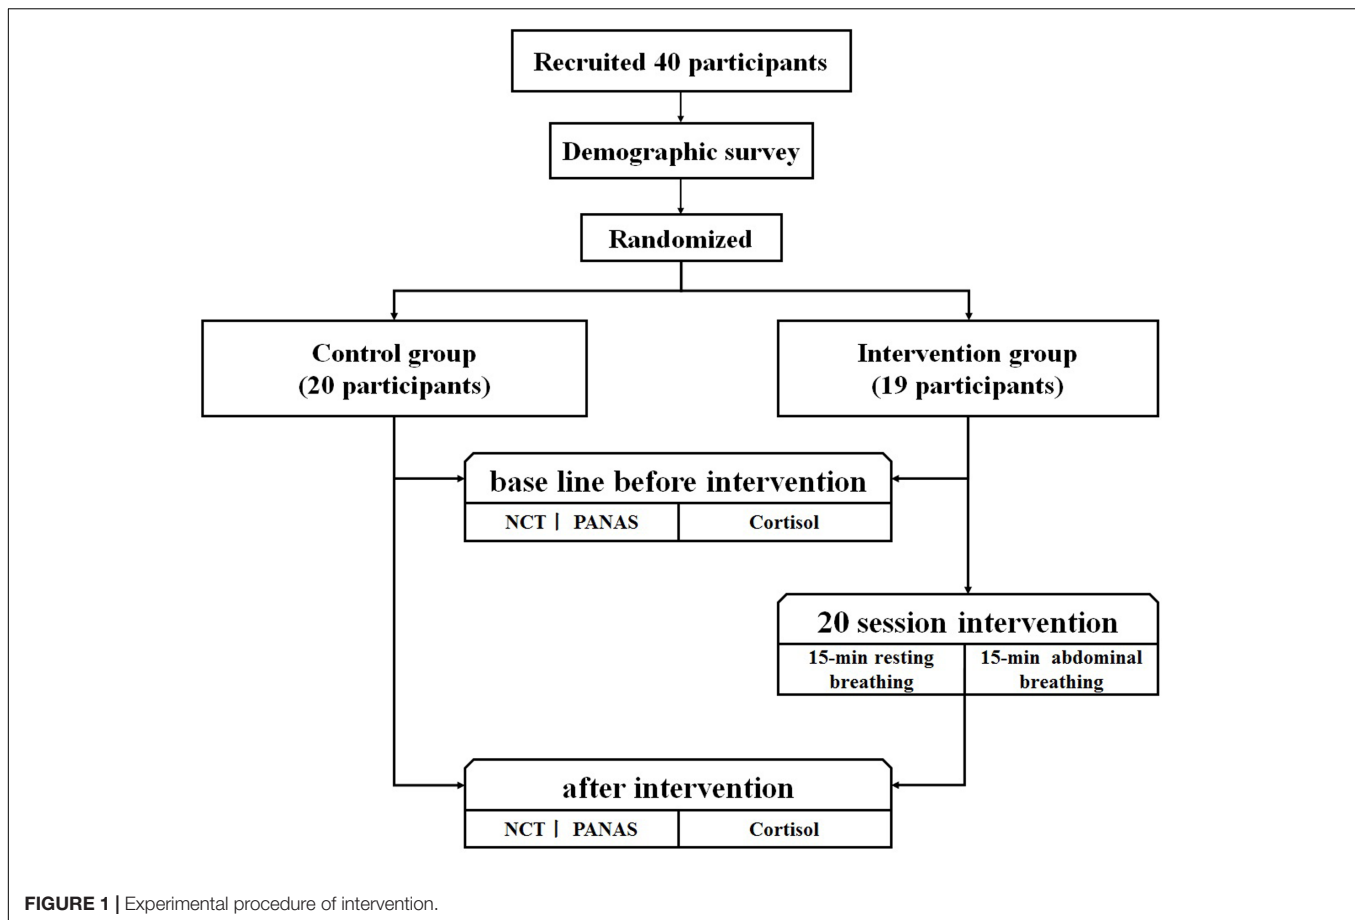 Recruited 40 participants
Demographic survey
Randomized
Control group
(20 participants)
Intervention group
(19 participants)
base line before intervention
NCT | PANAS
Cortisol
20 session intervention
15-min resting
breathing
15-min abdominal
breathing
after intervention
NCT | PANAS
Cortisol
FIGURE 1 | Experimental procedure of intervention.